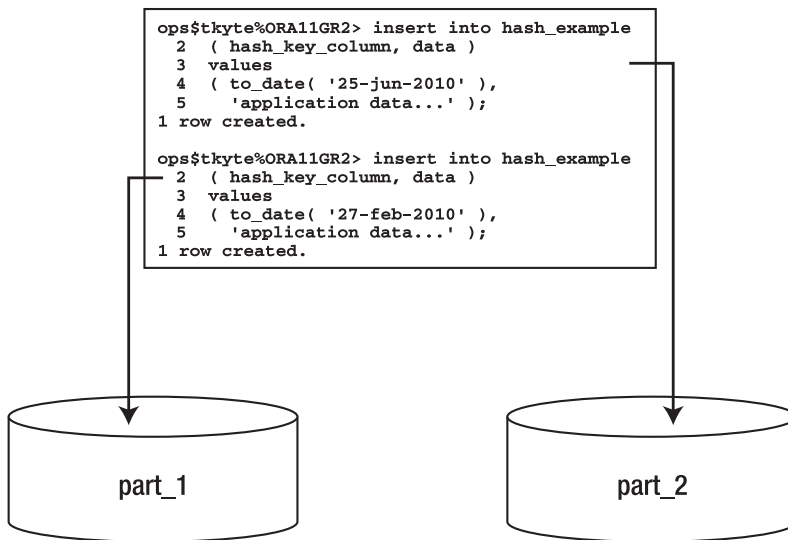 ops$tkyte%ORA11GR2> insert into hash_example
  2  ( hash_key_column, data )
  3  values
  4  ( to_date( '25-jun-2010' ),
  5    'application data...' );
1 row created.

ops$tkyte%ORA11GR2> insert into hash_example
  2  ( hash_key_column, data )
  3  values
  4  ( to_date( '27-feb-2010' ),
  5    'application data...' );
1 row created.
part_1
part_2